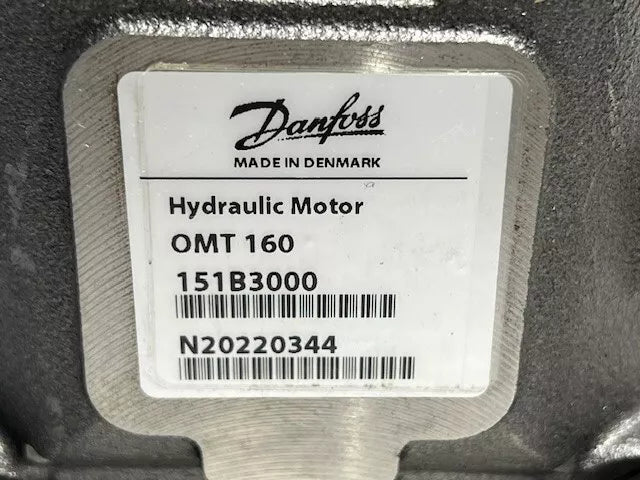 Danfoss
MADE IN DENMARK
Hydraulic Motor
OMT 160
151B3000
N20220344